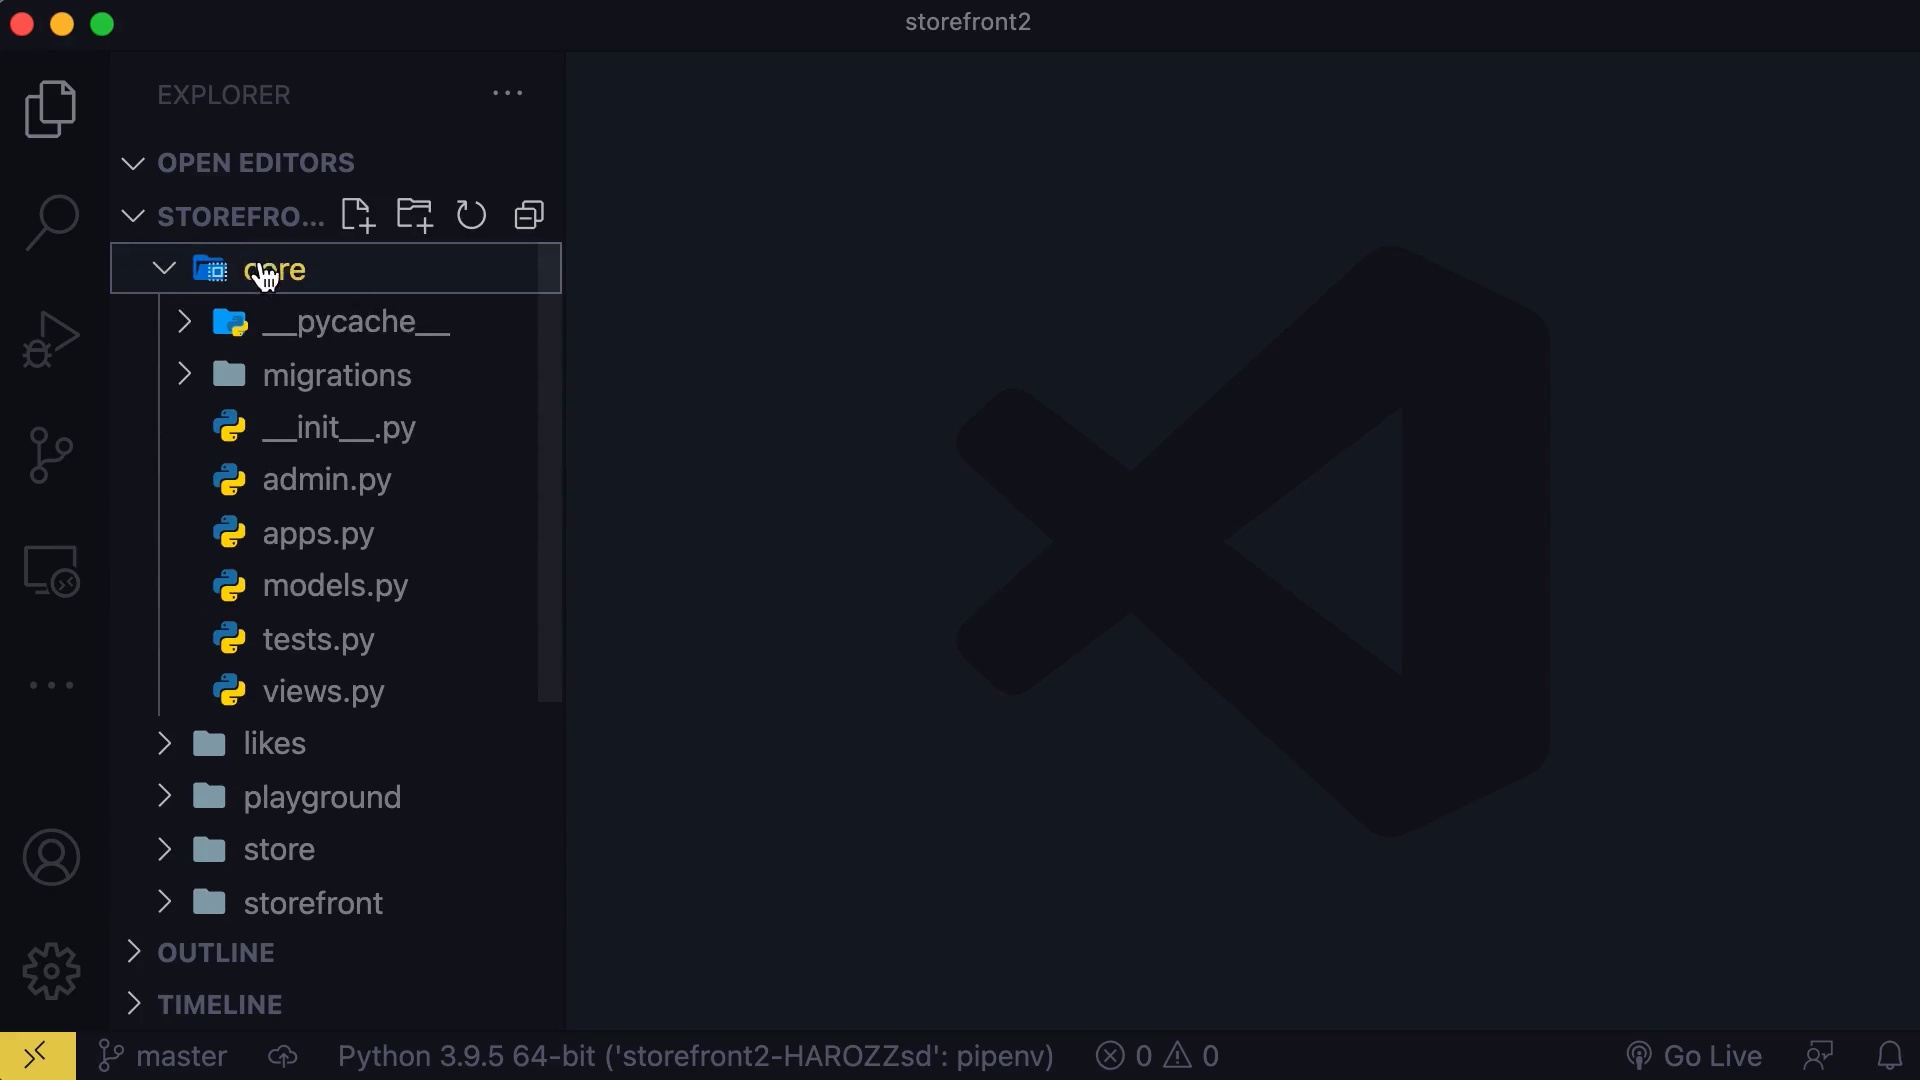 storefront2
EXPLORER
OPEN EDITORS
STOREFRO...
core
__pycache__
migrations
__init__.py
admin.py
apps.py
models.py
tests.py
views.py
likes
playground
store
storefront
OUTLINE
TIMELINE
master Python 3.9.5 64-bit ('storefront2-HAROZZsd': pipenv) 0 0 Go Live